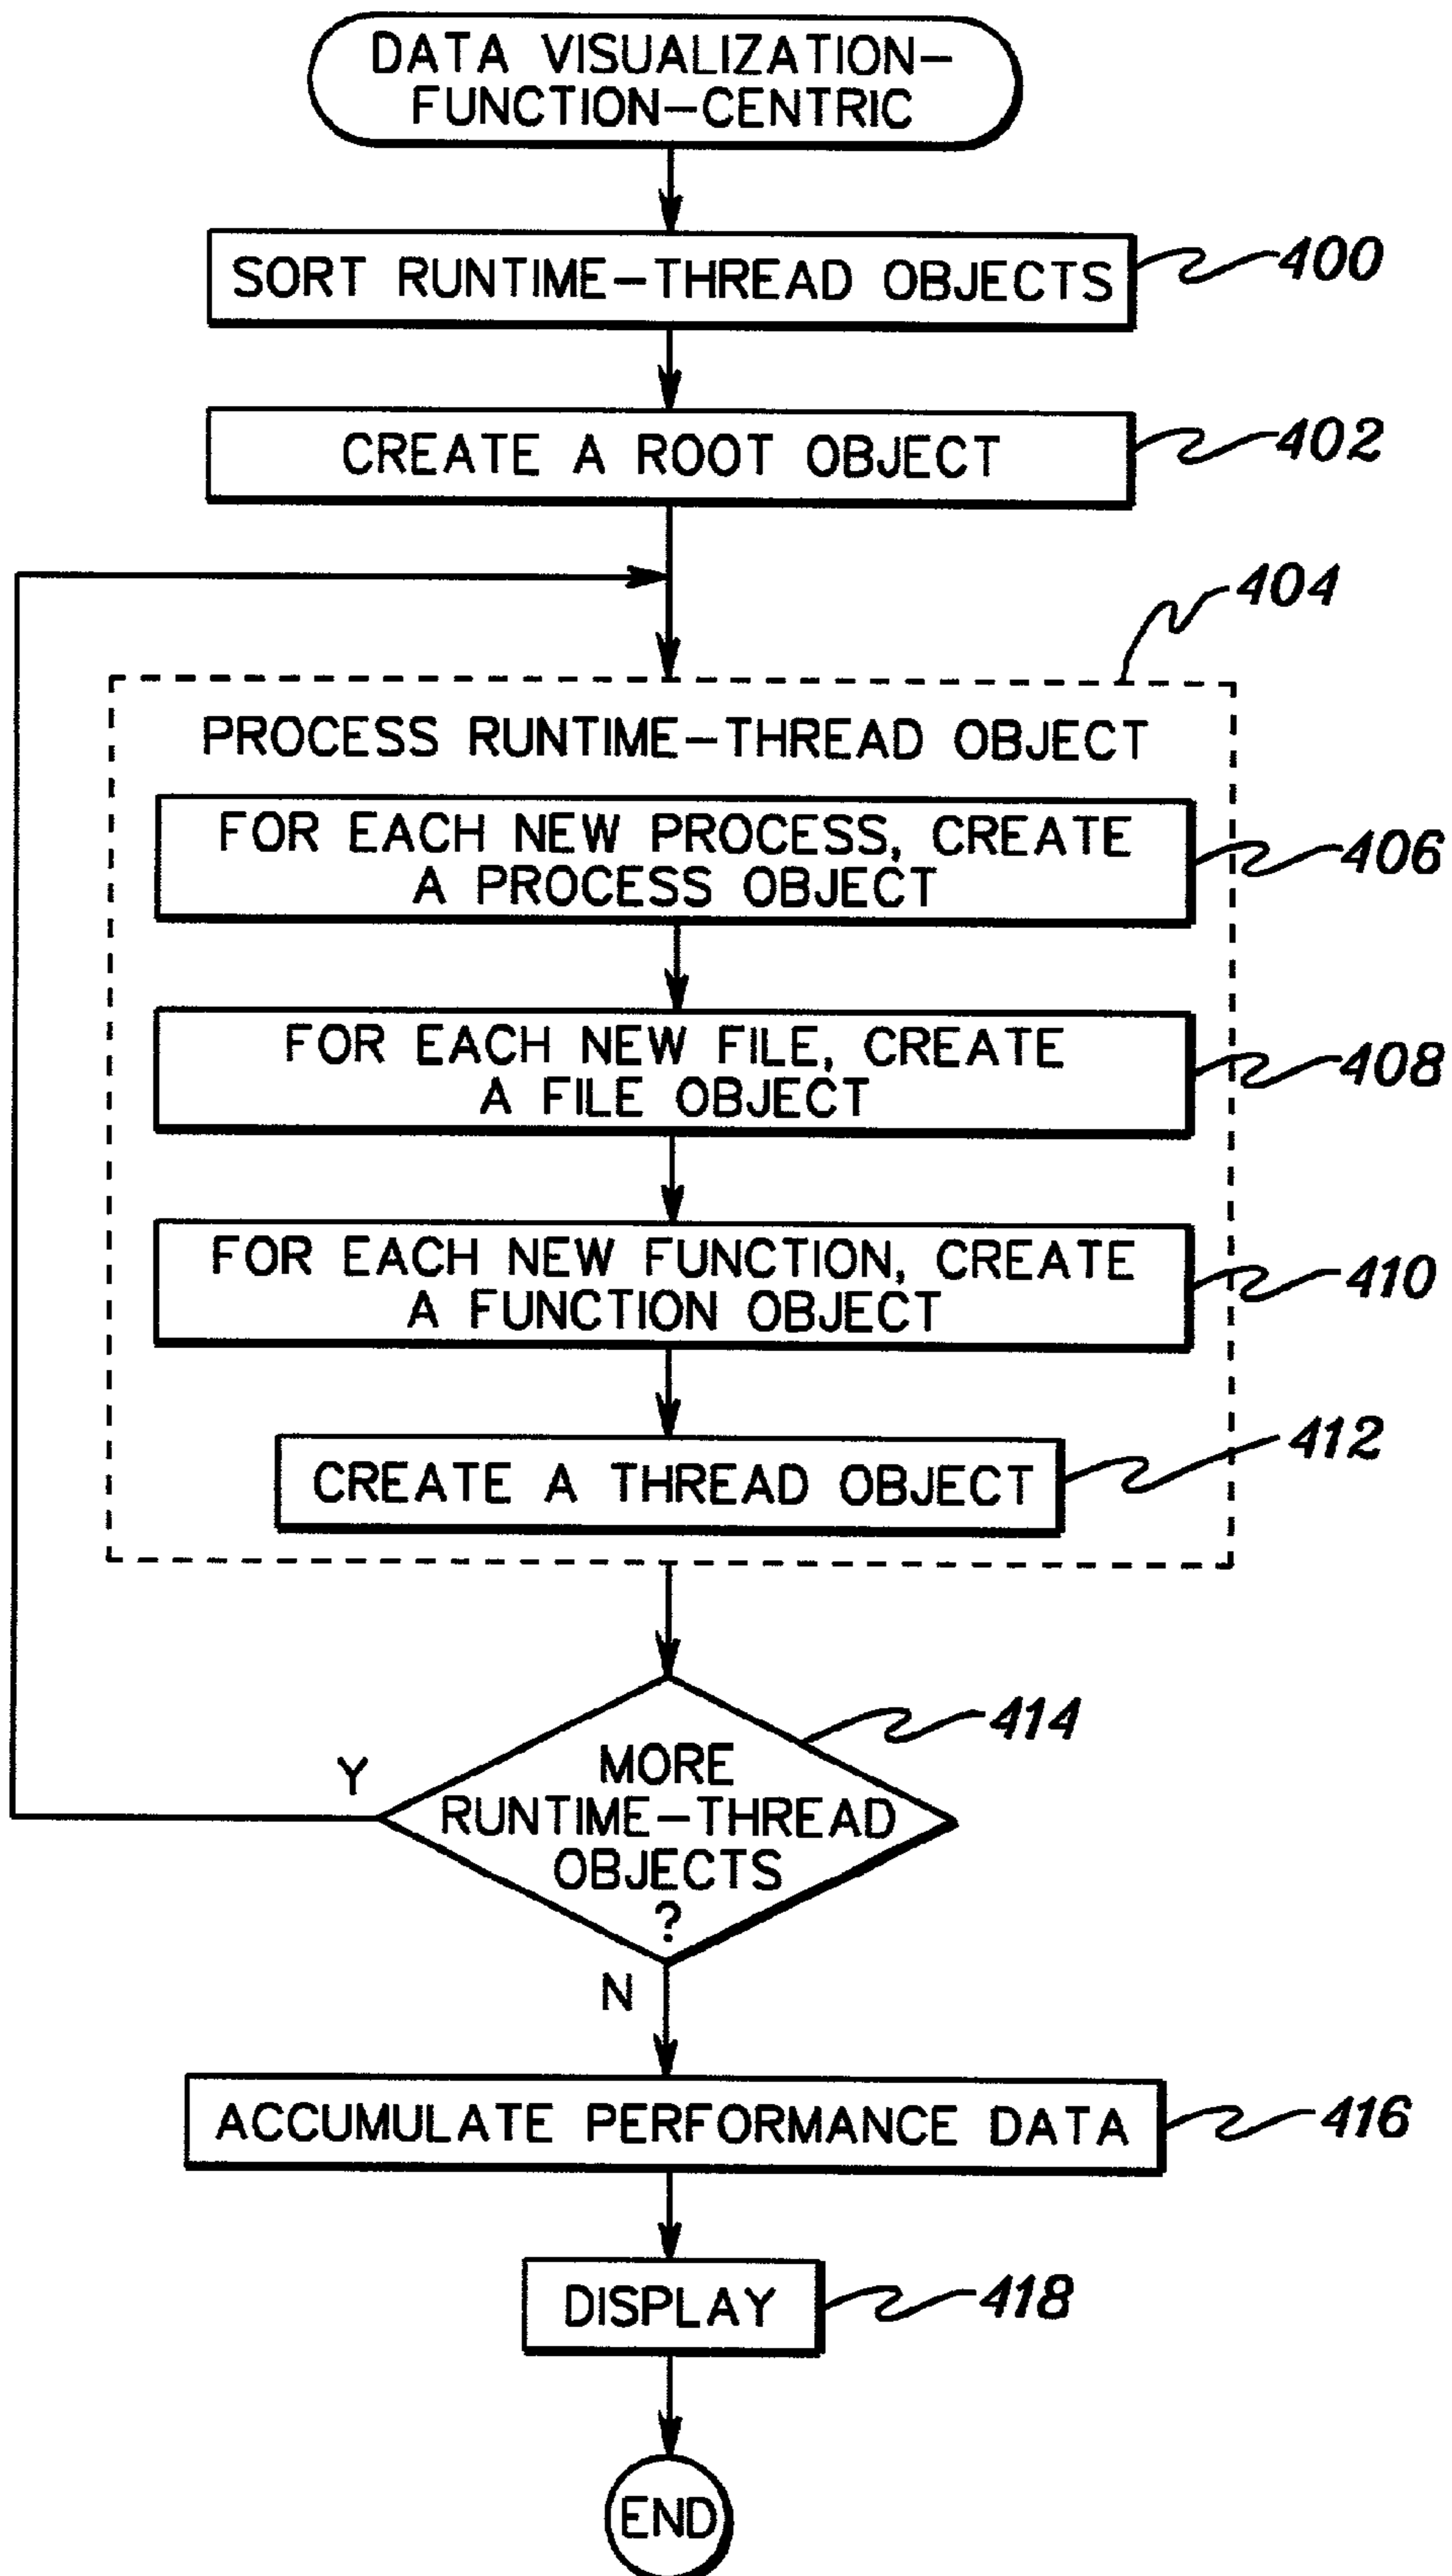 DATA VISUALIZATION-
FUNCTION-CENTRIC
SORT RUNTIME-THREAD OBJECTS
400
CREATE A ROOT OBJECT
402
404
PROCESS RUNTIME-THREAD OBJECT
FOR EACH NEW PROCESS, CREATE
A PROCESS OBJECT
406
FOR EACH NEW FILE, CREATE
A FILE OBJECT
408
FOR EACH NEW FUNCTION, CREATE
A FUNCTION OBJECT
410
CREATE A THREAD OBJECT
412
414
Y
MORE
RUNTIME-THREAD
OBJECTS
?
N
ACCUMULATE PERFORMANCE DATA
416
DISPLAY
418
END